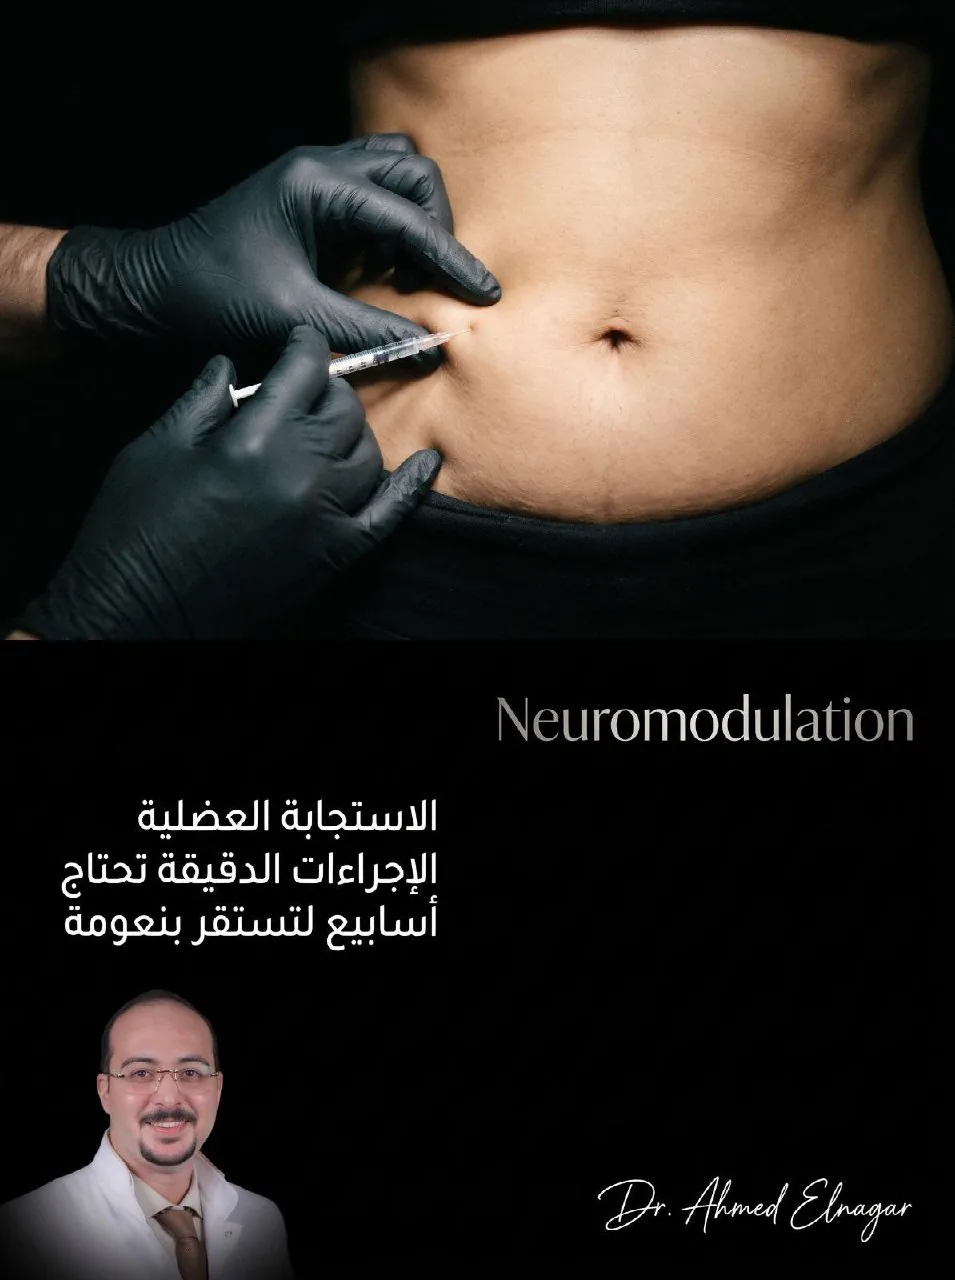 Neuromodulation
الاستجابة العضلية
الإجراءات الدقيقة تحتاج
أسابيع لتستقر بنعومة
Dr. Ahmed Elnagar